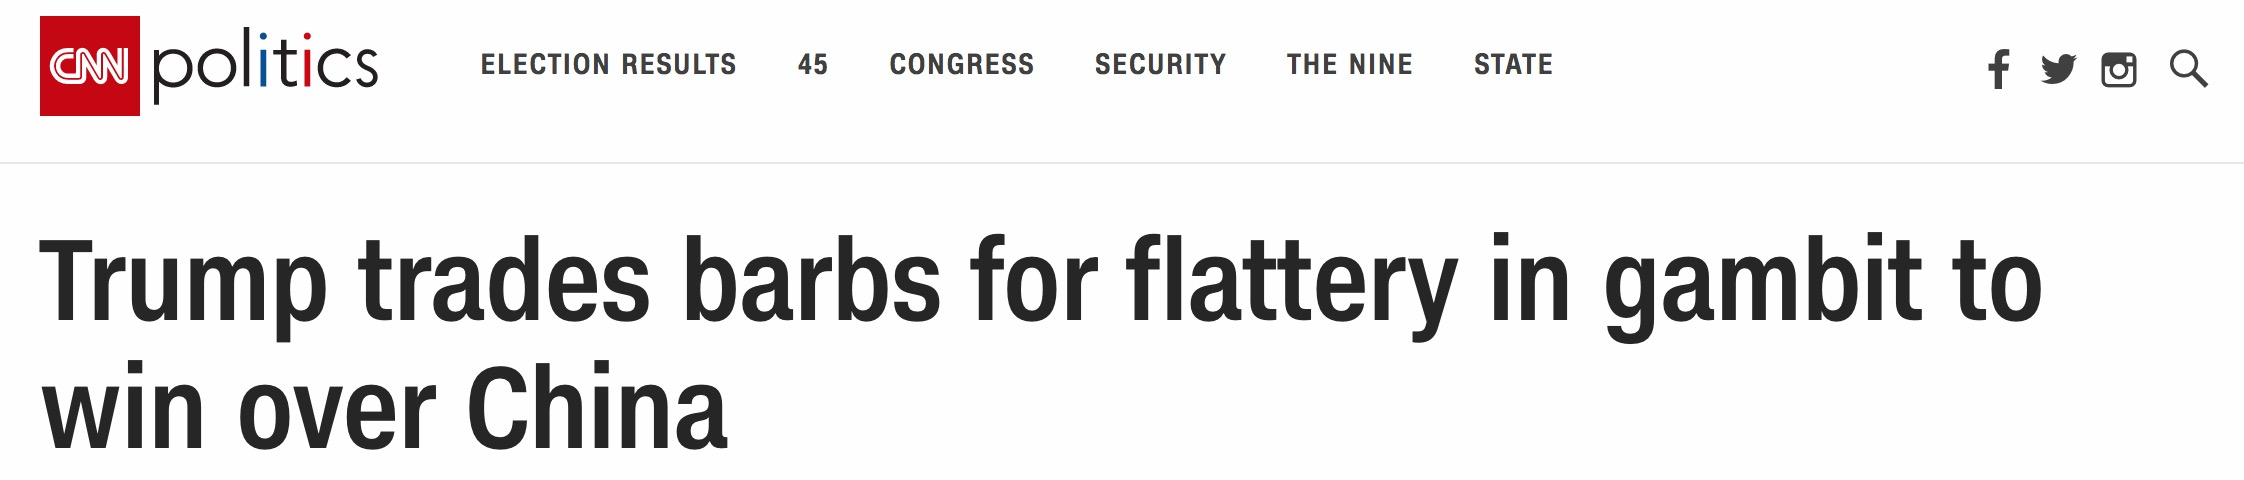 CNN politics ELECTION RESULTS 45 CONGRESS SECURITY THE NINE STATE
Trump trades barbs for flattery in gambit to
win over China